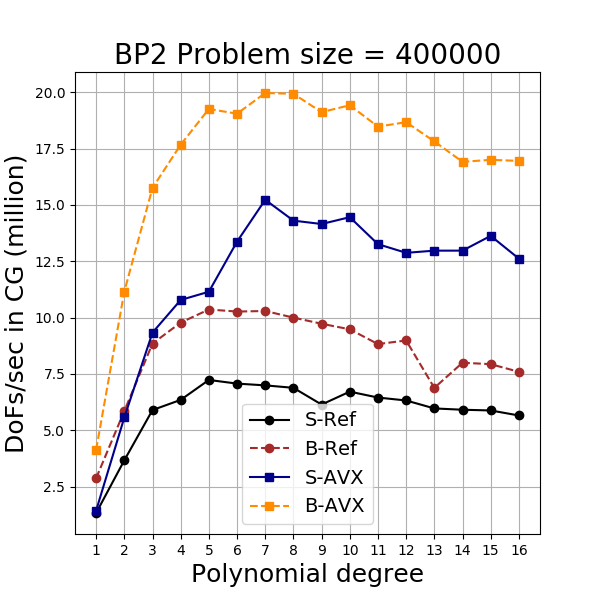 BP2 Problem size = 400000
DoFs/sec in CG (million)
20.0
17.5
15.0
12.5
10.0
7.5
5.0
2.5
S-Ref
B-Ref
S-AVX
B-AVX
1 2 3 4 5 6 7 8 9 10 11 12 13 14 15 16
Polynomial degree